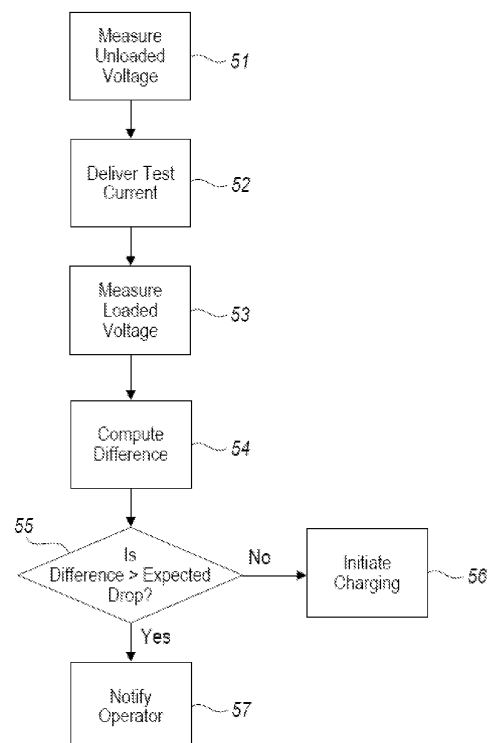 Measure
Unloaded
Voltage
51
Deliver Test
Current
52
Measure
Loaded
Voltage
53
Compute
Difference
54
55
Is
Difference > Expected
Drop?
No
Initiate
Charging
56
Yes
Notify
Operator
57